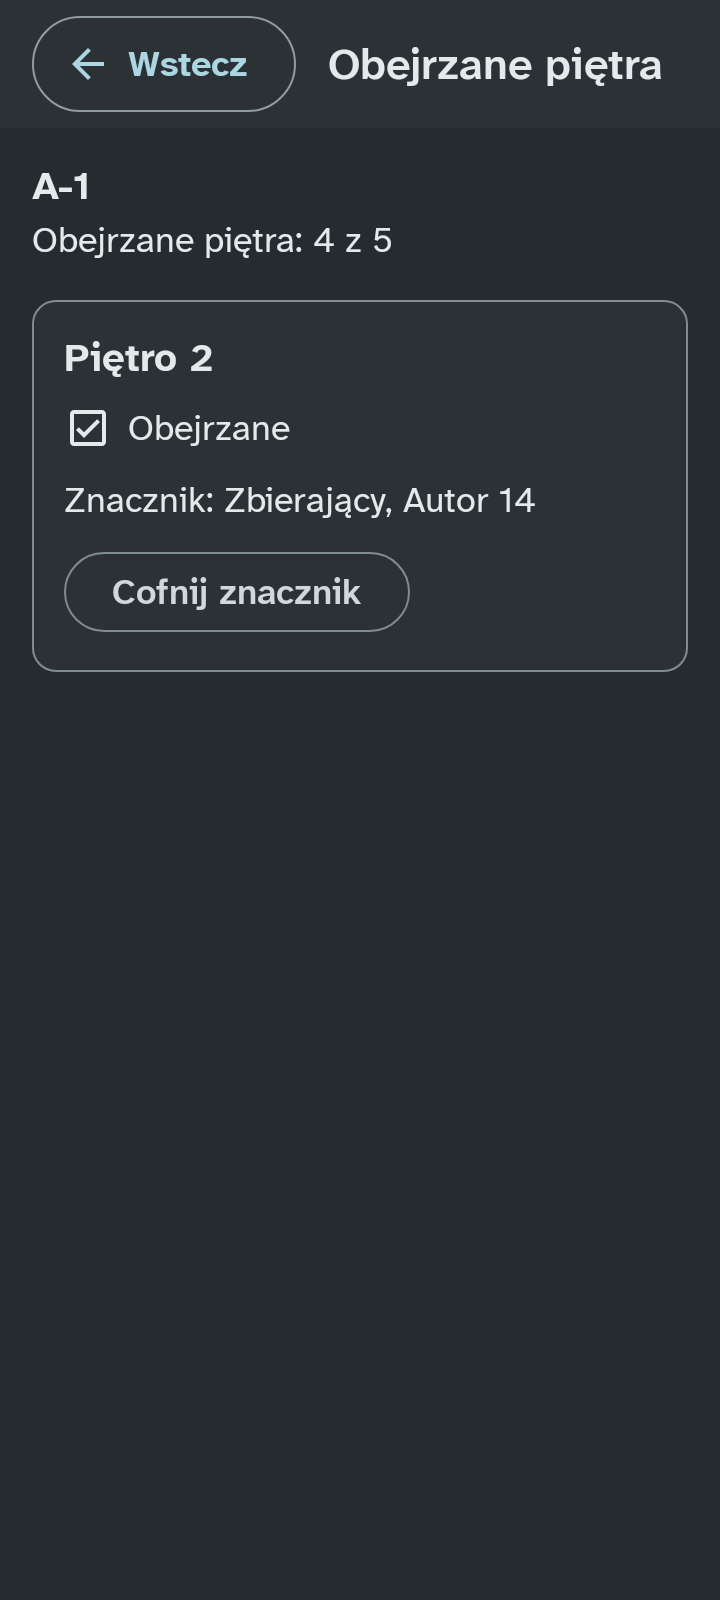 Wstecz
Obejrzane piętra
A-1
Obejrzane piętra: 4 z 5
Piętro 2
Obejrzane
Znacznik: Zbierający, Autor 14
Cofnij znacznik